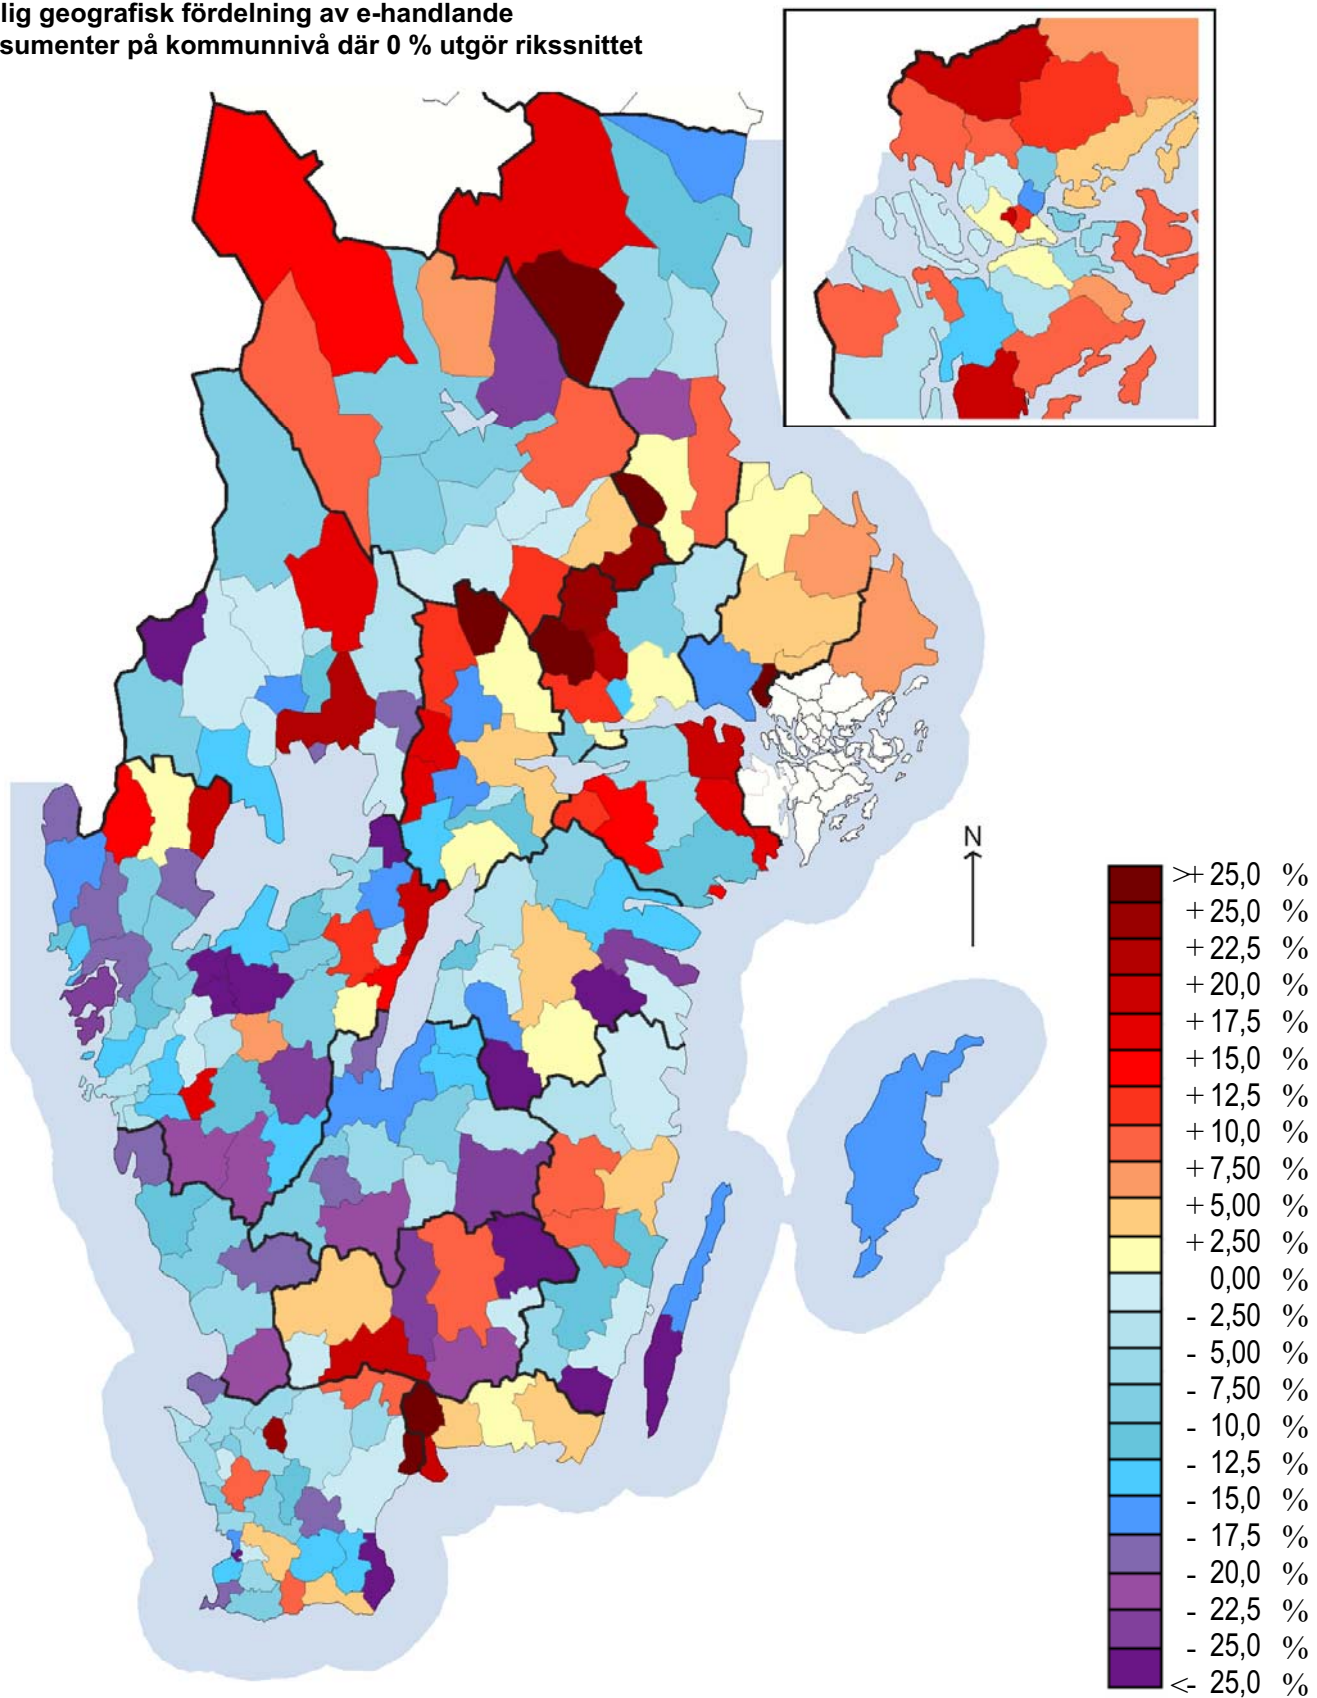 lig geografisk fördelning av e-handlande
sumenter på kommunnivå där 0 % utgör rikssnittet
N
>+ 25,0 %
+ 25,0 %
+ 22,5 %
+ 20,0 %
+ 17,5 %
+ 15,0 %
+ 12,5 %
+ 10,0 %
+ 7,50 %
+ 5,00 %
+ 2,50 %
0,00 %
- 2,50 %
- 5,00 %
- 7,50 %
- 10,0 %
- 12,5 %
- 15,0 %
- 17,5 %
- 20,0 %
- 22,5 %
- 25,0 %
<- 25,0 %